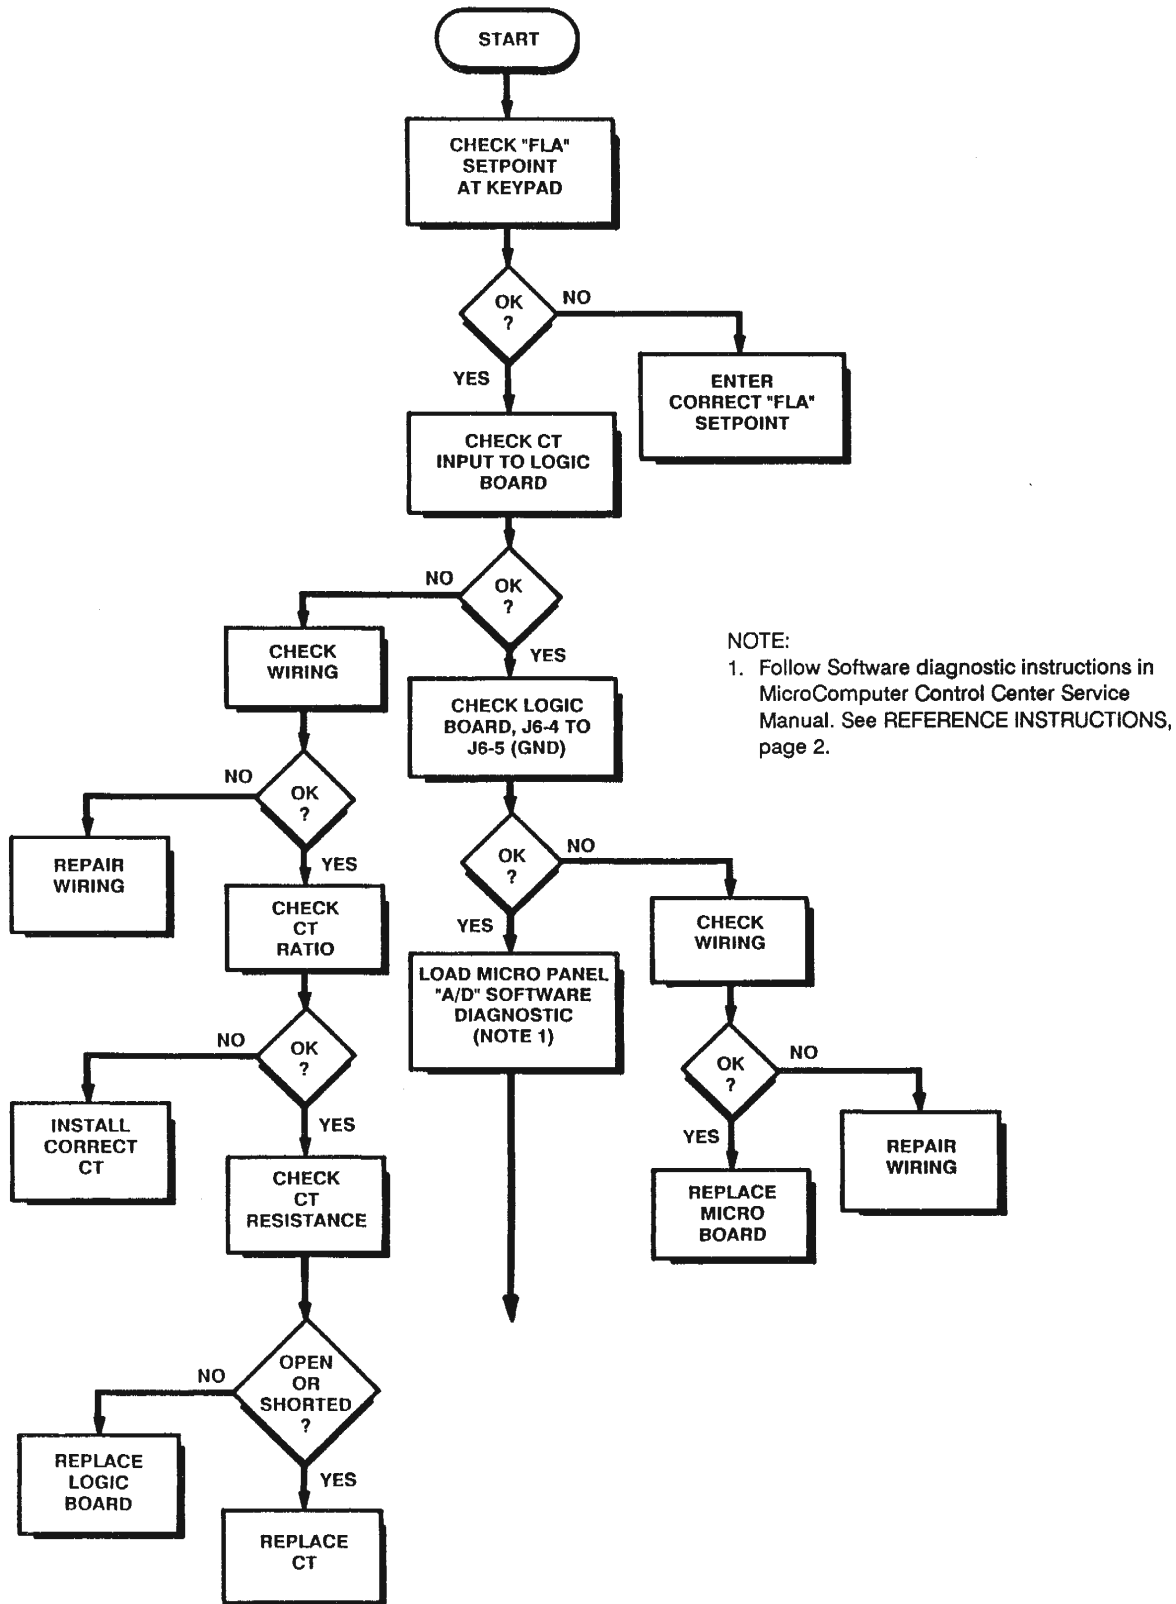 START
CHECK "FLA"
SETPOINT
AT KEYPAD
OK
?
NO
YES
ENTER
CORRECT "FLA"
SETPOINT
CHECK CT
INPUT TO LOGIC
BOARD
NO
OK
?
YES
CHECK
WIRING
CHECK LOGIC
BOARD, J6-4 TO
J6-5 (GND)
NOTE:
1. Follow Software diagnostic instructions in
MicroComputer Control Center Service
Manual. See REFERENCE INSTRUCTIONS,
page 2.
NO
OK
?
YES
REPAIR
WIRING
OK
?
NO
YES
CHECK
CT
RATIO
CHECK
WIRING
LOAD MICRO PANEL
"A/D" SOFTWARE
DIAGNOSTIC
(NOTE 1)
NO
OK
?
YES
OK
?
NO
YES
INSTALL
CORRECT
CT
REPAIR
WIRING
CHECK
CT
RESISTANCE
REPLACE
MICRO
BOARD
NO
OPEN
OR
SHORTED
?
YES
REPLACE
LOGIC
BOARD
REPLACE
CT